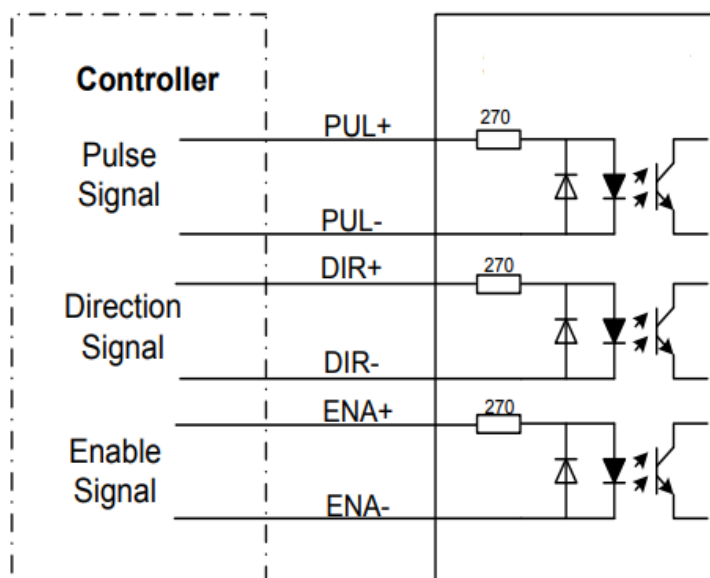 Controller
270
PUL+
Pulse
Signal
PUL-
DIR+
270
Direction
Signal
DIR-
ENA+
270
Enable
Signal
ENA-